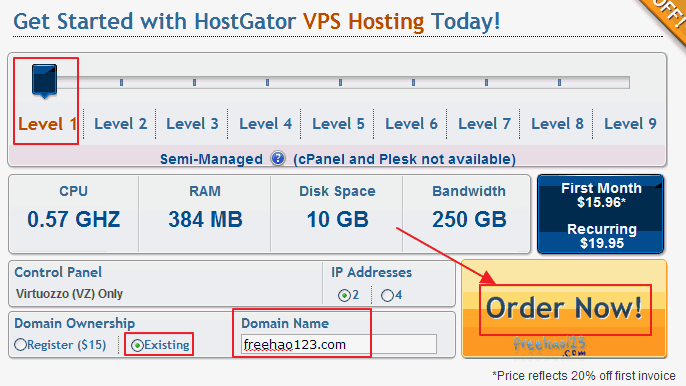 OFF!
Get Started with HostGator VPS Hosting Today!
Level 1 Level 2 Level 3 Level 4 Level 5 Level 6 Level 7 Level 8 Level 9
Semi-Managed ? (cPanel and Plesk not available)
CPU RAM Disk Space Bandwidth
0.57 GHZ 384 MB 10 GB 250 GB
First Month
$15.96*
Recurring
$19.95
Control Panel IP Addresses
Virtuozzo (VZ) Only 2 4
Domain Ownership Domain Name
Register ($15) Existing freehao123.com
Order Now!
freehao123
.com
*Price reflects 20% off first invoice